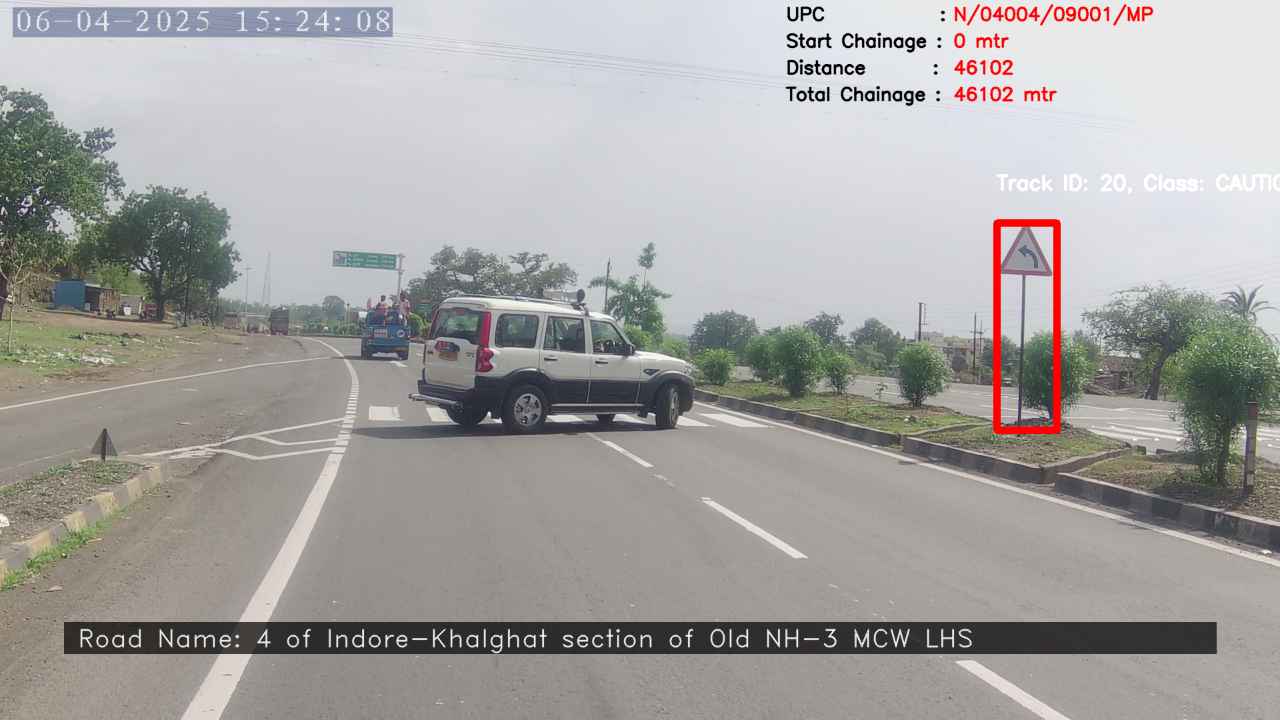 06-04-2025 15:24:08
UPC : N/04004/09001/MP
Start Chainage : 0 mtr
Distance : 46102
Total Chainage : 46102 mtr
Track ID: 20, Class: CAUTIO
Road Name: 4 of Indore-Khalghat section of Old NH-3 MCW LHS